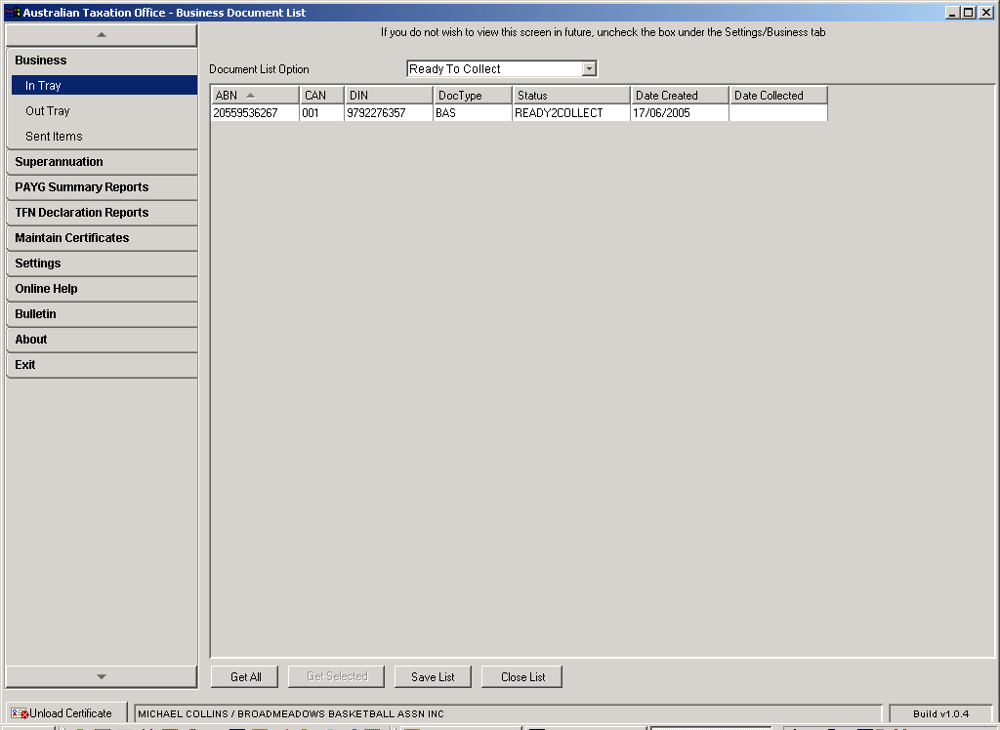 Australian Taxation Office - Business Document List
If you do not wish to view this screen in future, uncheck the box under the Settings/Business tab
Business
In Tray
Out Tray
Sent Items
Superannuation
PAYG Summary Reports
TFN Declaration Reports
Maintain Certificates
Settings
Online Help
Bulletin
About
Exit
Document List Option Ready To Collect
ABN CAN DIN DocType Status Date Created Date Collected
20559536267 001 9792276357 BAS READY2COLLECT 17/06/2005
Get All Get Selected Save List Close List
Unload Certificate MICHAEL COLLINS / BROADMEADOWS BASKETBALL ASSN INC Build v1.0.4